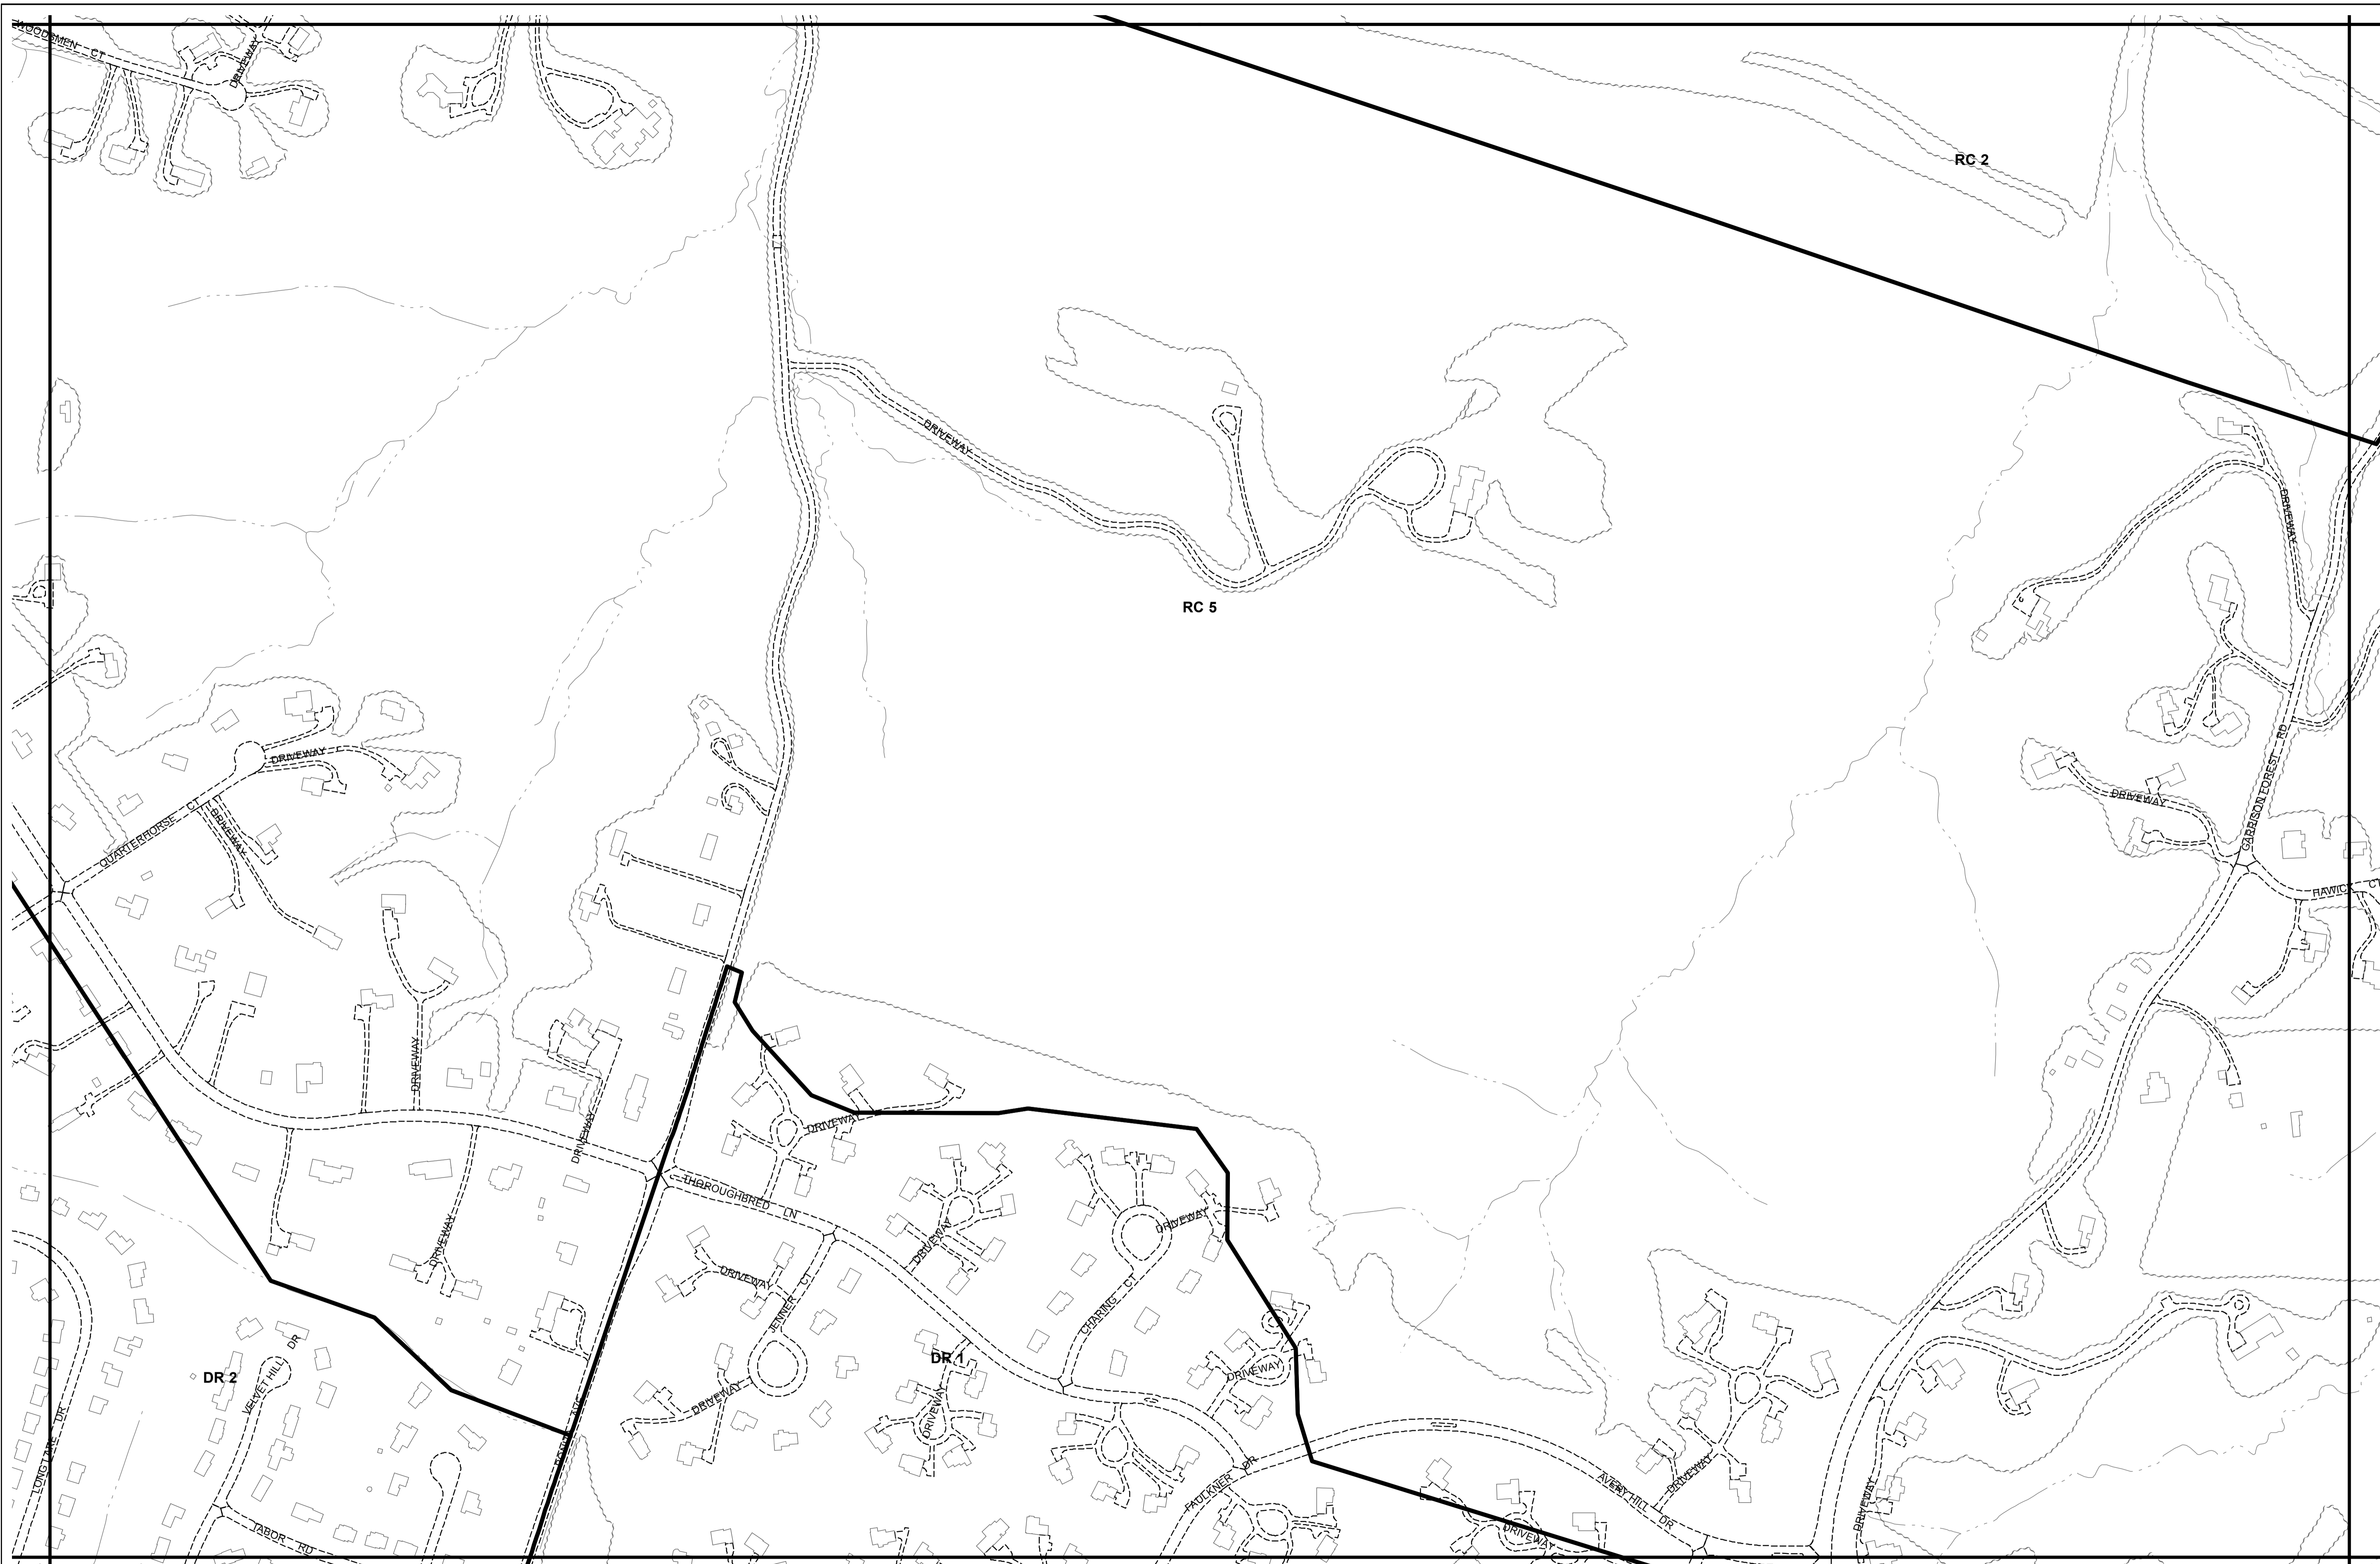 WOODSMEN CT
DRIVEWAY
RC 2
DRIVEWAY
DRIVEWAY
RC 5
DRIVEWAY
QUARTERHORSE CT
DRIVEWAY
GARRISON FOREST RD
DRIVEWAY
HAWICK CT
DRIVEWAY
DRIVEWAY
DRIVEWAY
THOROUGHBRED LN
DRIVEWAY
DRIVEWAY
DRIVEWAY
DRIVEWAY
JENNER CT
CHARING CT
DR 1
DR 2
VELVET HILL DR
DRIVEWAY
DRIVEWAY
DRIVEWAY
LONG LAKE DR
FAULKNER DR
AVERY HILL DR
DRIVEWAY
DRIVEWAY
DRIVEWAY
TABOR RD